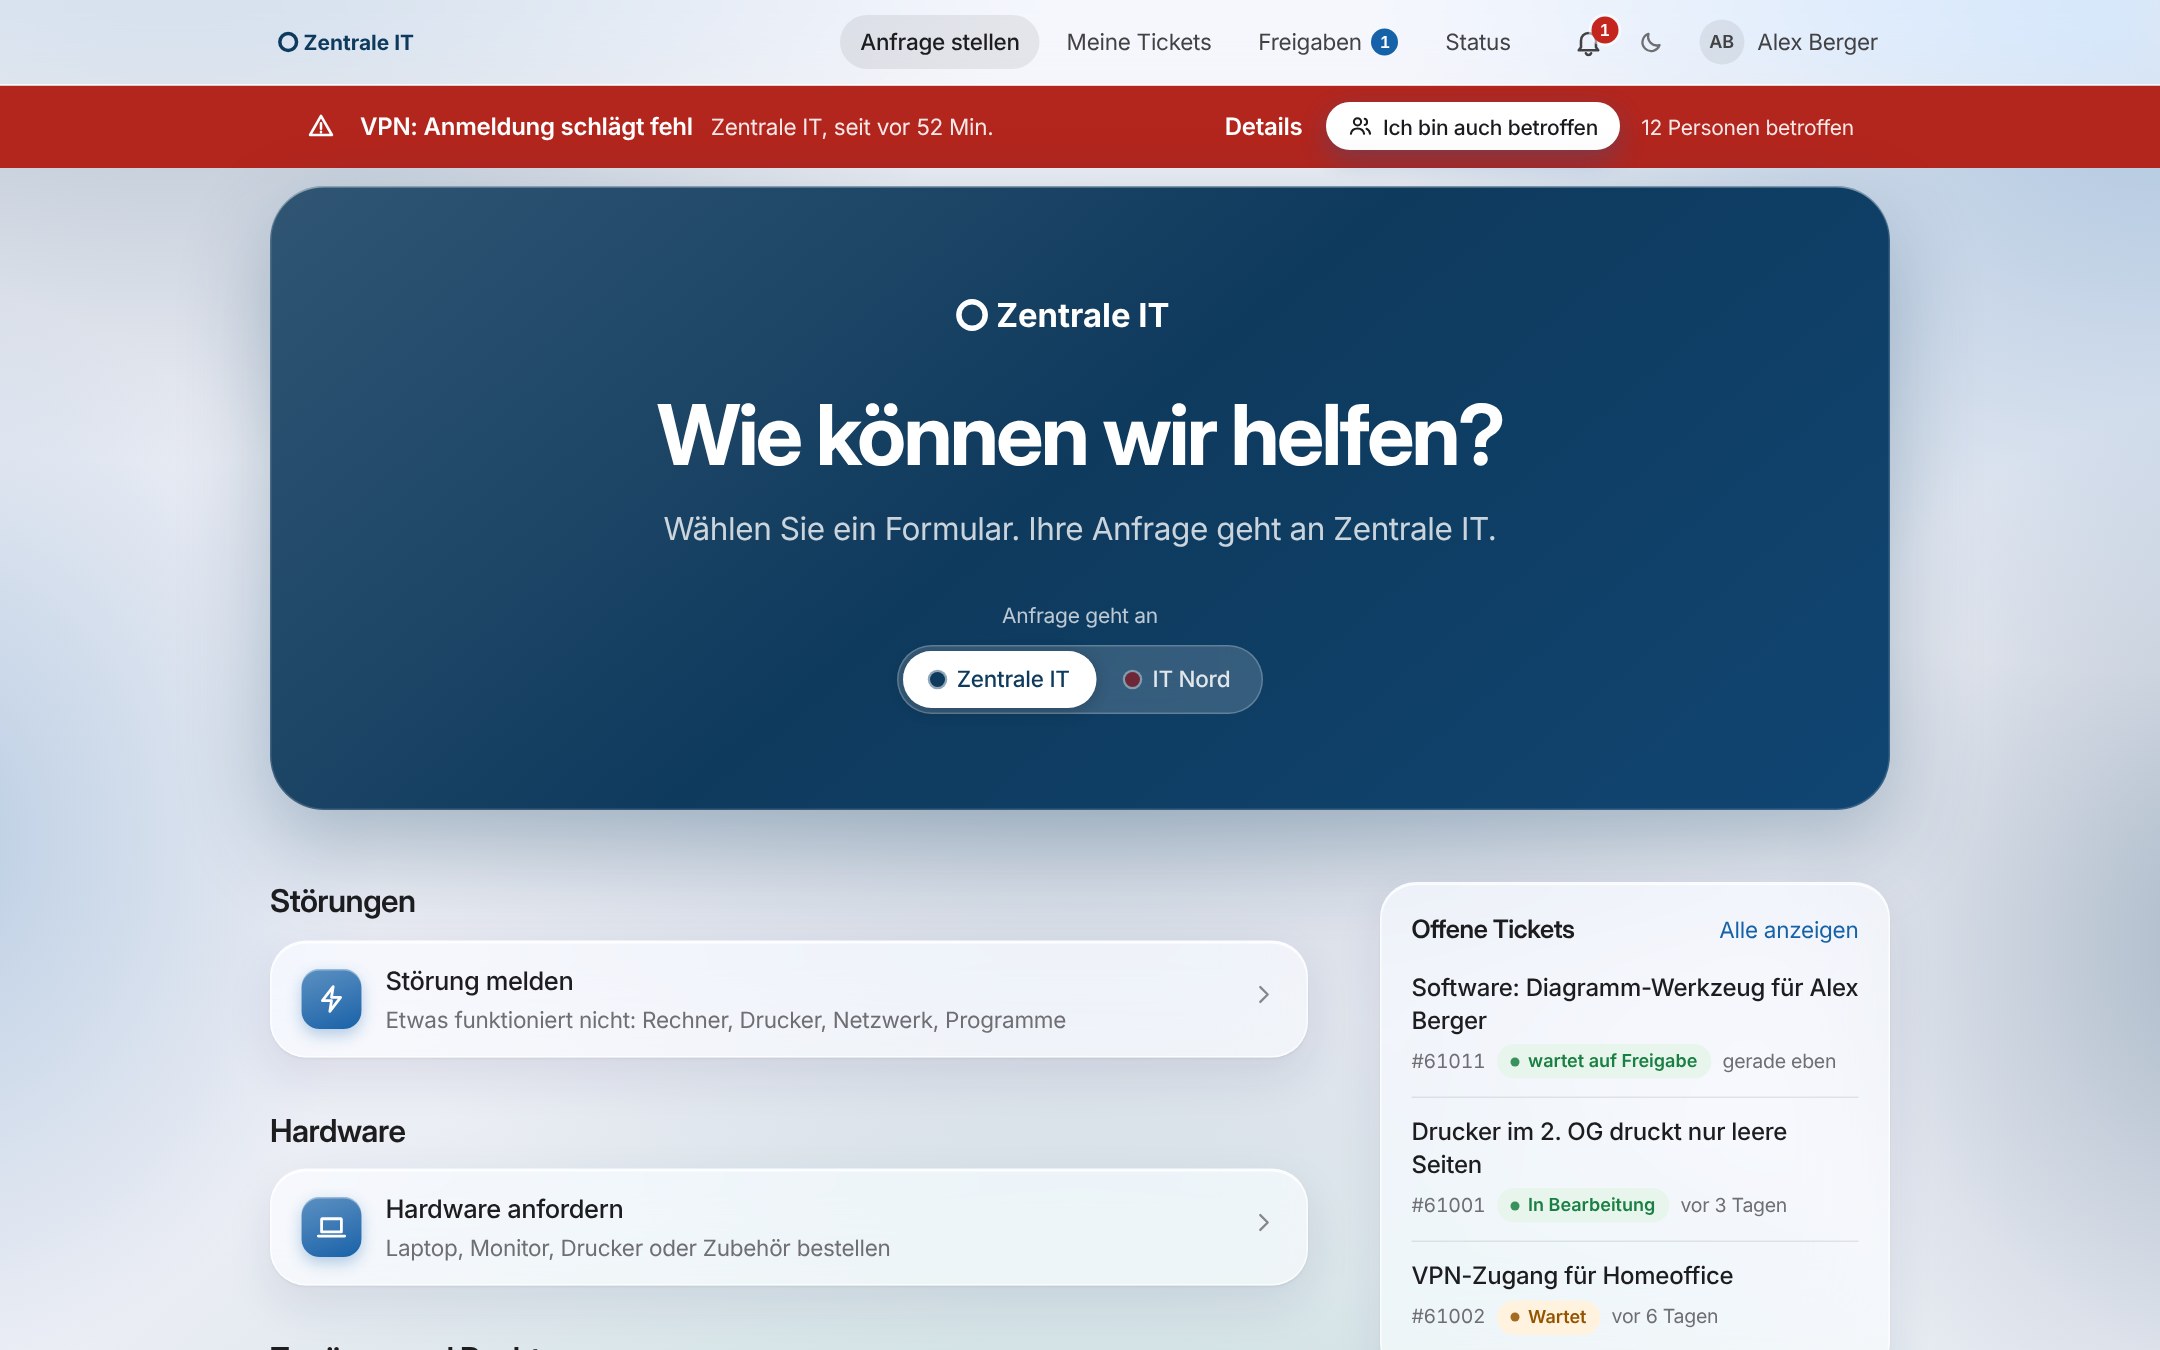 Zentrale IT
Anfrage stellen
Meine Tickets
Freigaben 1
Status
1
AB Alex Berger
VPN: Anmeldung schlägt fehl Zentrale IT, seit vor 52 Min.
Details
Ich bin auch betroffen
12 Personen betroffen
Zentrale IT
Wie können wir helfen?
Wählen Sie ein Formular. Ihre Anfrage geht an Zentrale IT.
Anfrage geht an
Zentrale IT
IT Nord
Störungen
Störung melden
Etwas funktioniert nicht: Rechner, Drucker, Netzwerk, Programme
Hardware
Hardware anfordern
Laptop, Monitor, Drucker oder Zubehör bestellen
Offene Tickets
Alle anzeigen
Software: Diagramm-Werkzeug für Alex
Berger
#61011 wartet auf Freigabe gerade eben
Drucker im 2. OG druckt nur leere
Seiten
#61001 In Bearbeitung vor 3 Tagen
VPN-Zugang für Homeoffice
#61002 Wartet vor 6 Tagen